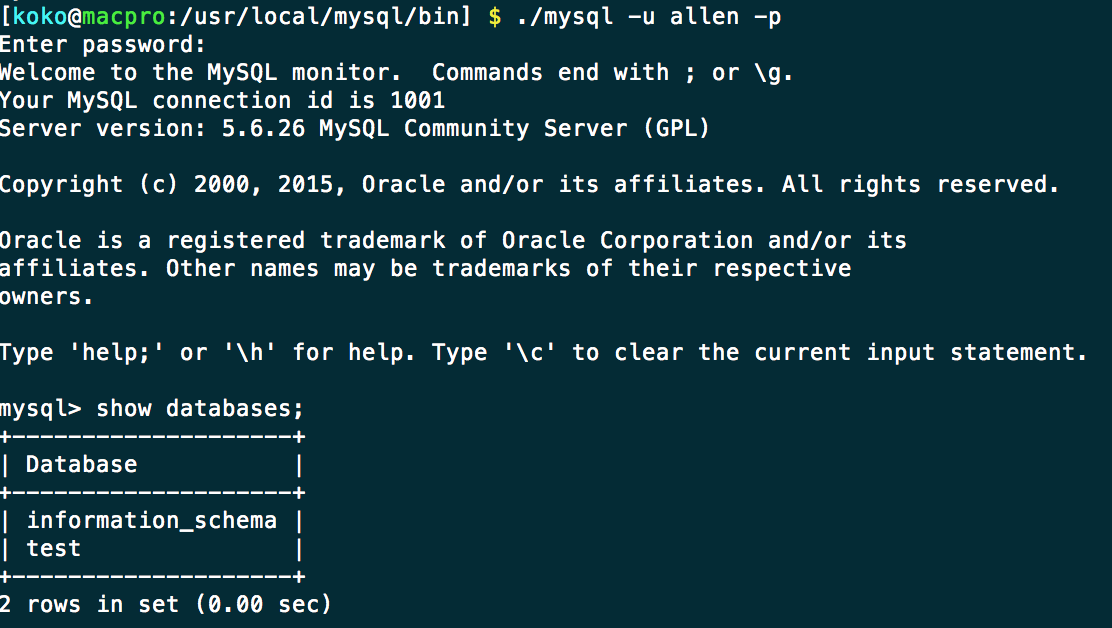 [koko@macpro:/usr/local/mysql/bin] $ ./mysql -u allen -p
Enter password:
Welcome to the MySQL monitor.  Commands end with ; or \g.
Your MySQL connection id is 1001
Server version: 5.6.26 MySQL Community Server (GPL)

Copyright (c) 2000, 2015, Oracle and/or its affiliates. All rights reserved.

Oracle is a registered trademark of Oracle Corporation and/or its
affiliates. Other names may be trademarks of their respective
owners.

Type 'help;' or '\h' for help. Type '\c' to clear the current input statement.

mysql> show databases;
+--------------------+
| Database           |
+--------------------+
| information_schema |
| test               |
+--------------------+
2 rows in set (0.00 sec)